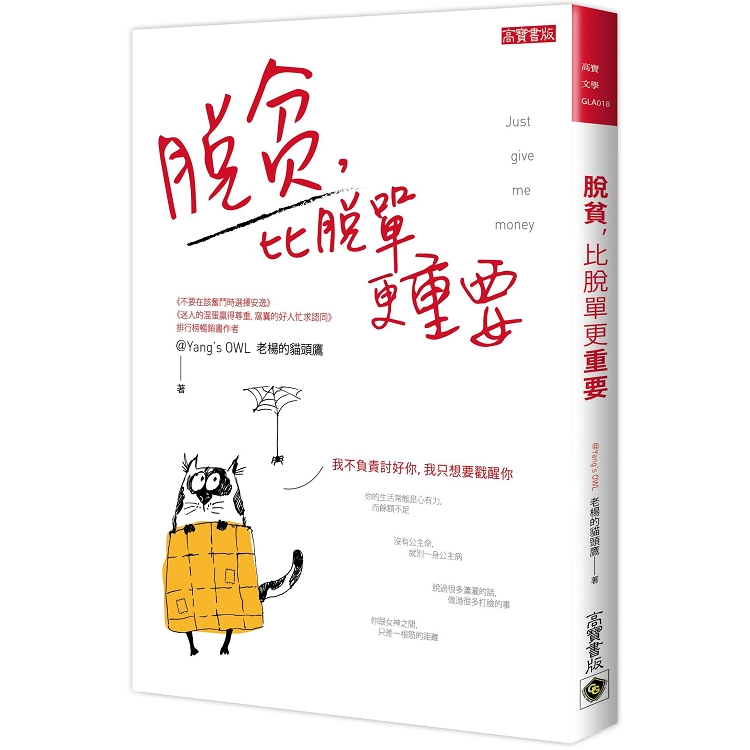 高寶書版
脫貧,
比脫單
更重要
Just
give
me
money
《不要在該奮鬥時選擇安逸》
《迷人的混蛋贏得尊重,窩囊的好人忙求認同》
排行榜暢銷書作者
@Yang's OWL 老楊的貓頭鷹
著
我不負責討好你,我只想要戳醒你
你的生活常態是心有力,
而餘額不足
沒有公主命,
就別一身公主病
說過很多瀟灑的話,
做過很多打臉的事
你跟女神之間,
只差一根筋的距離
高寶
文學
GLA018
脫貧,比脫單更重要
@Yang's OWL 老楊的貓頭鷹 著
高寶書版